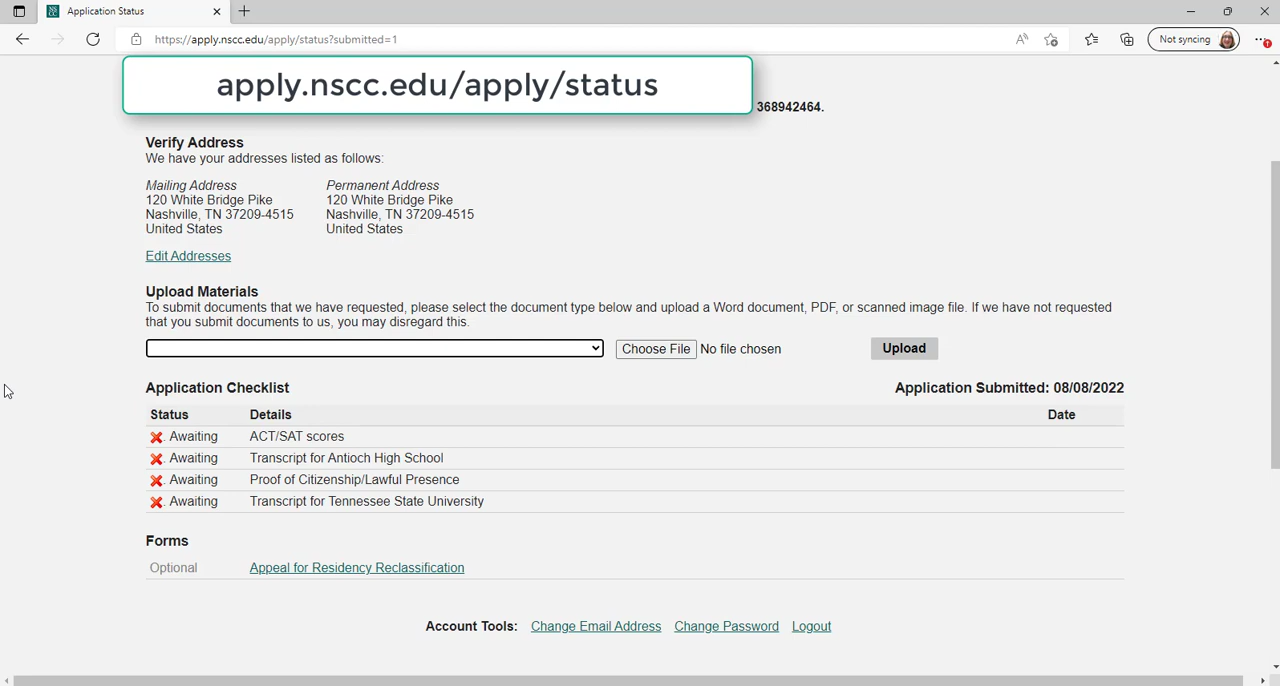 Application Status
https://apply.nscc.edu/apply/status?submitted=1
Not syncing
apply.nscc.edu/apply/status
368942464.
Verify Address
We have your addresses listed as follows:
Mailing Address Permanent Address
120 White Bridge Pike 120 White Bridge Pike
Nashville, TN 37209-4515 Nashville, TN 37209-4515
United States United States
Edit Addresses
Upload Materials
To submit documents that we have requested, please select the document type below and upload a Word document, PDF, or scanned image file. If we have not requested
that you submit documents to us, you may disregard this.
Choose File No file chosen Upload
Application Checklist Application Submitted: 08/08/2022
Status Details Date
Awaiting ACT/SAT scores
Awaiting Transcript for Antioch High School
Awaiting Proof of Citizenship/Lawful Presence
Awaiting Transcript for Tennessee State University
Forms
Optional Appeal for Residency Reclassification
Account Tools: Change Email Address Change Password Logout